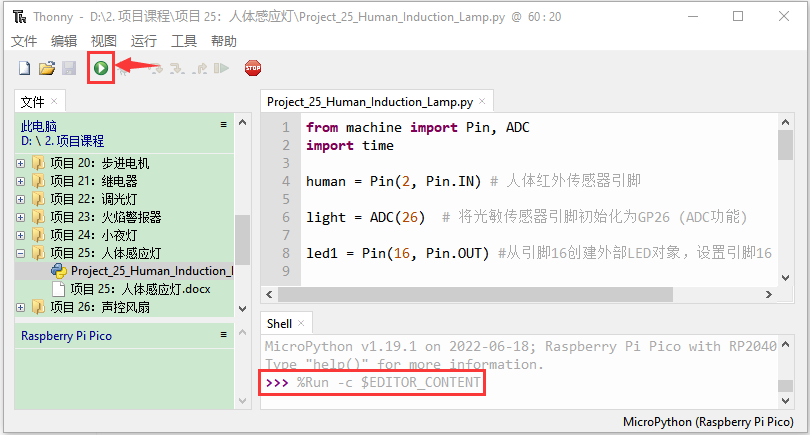 Thonny - D:\2.项目课程\项目 25：人体感应灯\Project_25_Human_Induction_Lamp.py @ 60:20
文件 编辑 视图 运行 工具 帮助
STOP
文件 ×
此电脑 ≡
D: \ 2.项目课程
项目 20：步进电机
项目 21：继电器
项目 22：调光灯
项目 23：火焰警报器
项目 24：小夜灯
项目 25：人体感应灯
Project_25_Human_Induction_l
项目 25：人体感应灯.docx
项目 26：声控风扇
Raspberry Pi Pico ≡
Project_25_Human_Induction_Lamp.py ×
1 from machine import Pin, ADC
2 import time
3
4 human = Pin(2, Pin.IN) # 人体红外传感器引脚
5
6 light = ADC(26) # 将光敏传感器引脚初始化为GP26 (ADC功能)
7
8 led1 = Pin(16, Pin.OUT) #从引脚16创建外部LED对象，设置引脚16
9
Shell ×
MicroPython v1.19.1 on 2022-06-18; Raspberry Pi Pico with RP2040
Type "help()" for more information.
>>> %Run -c $EDITOR_CONTENT
MicroPython (Raspberry Pi Pico)